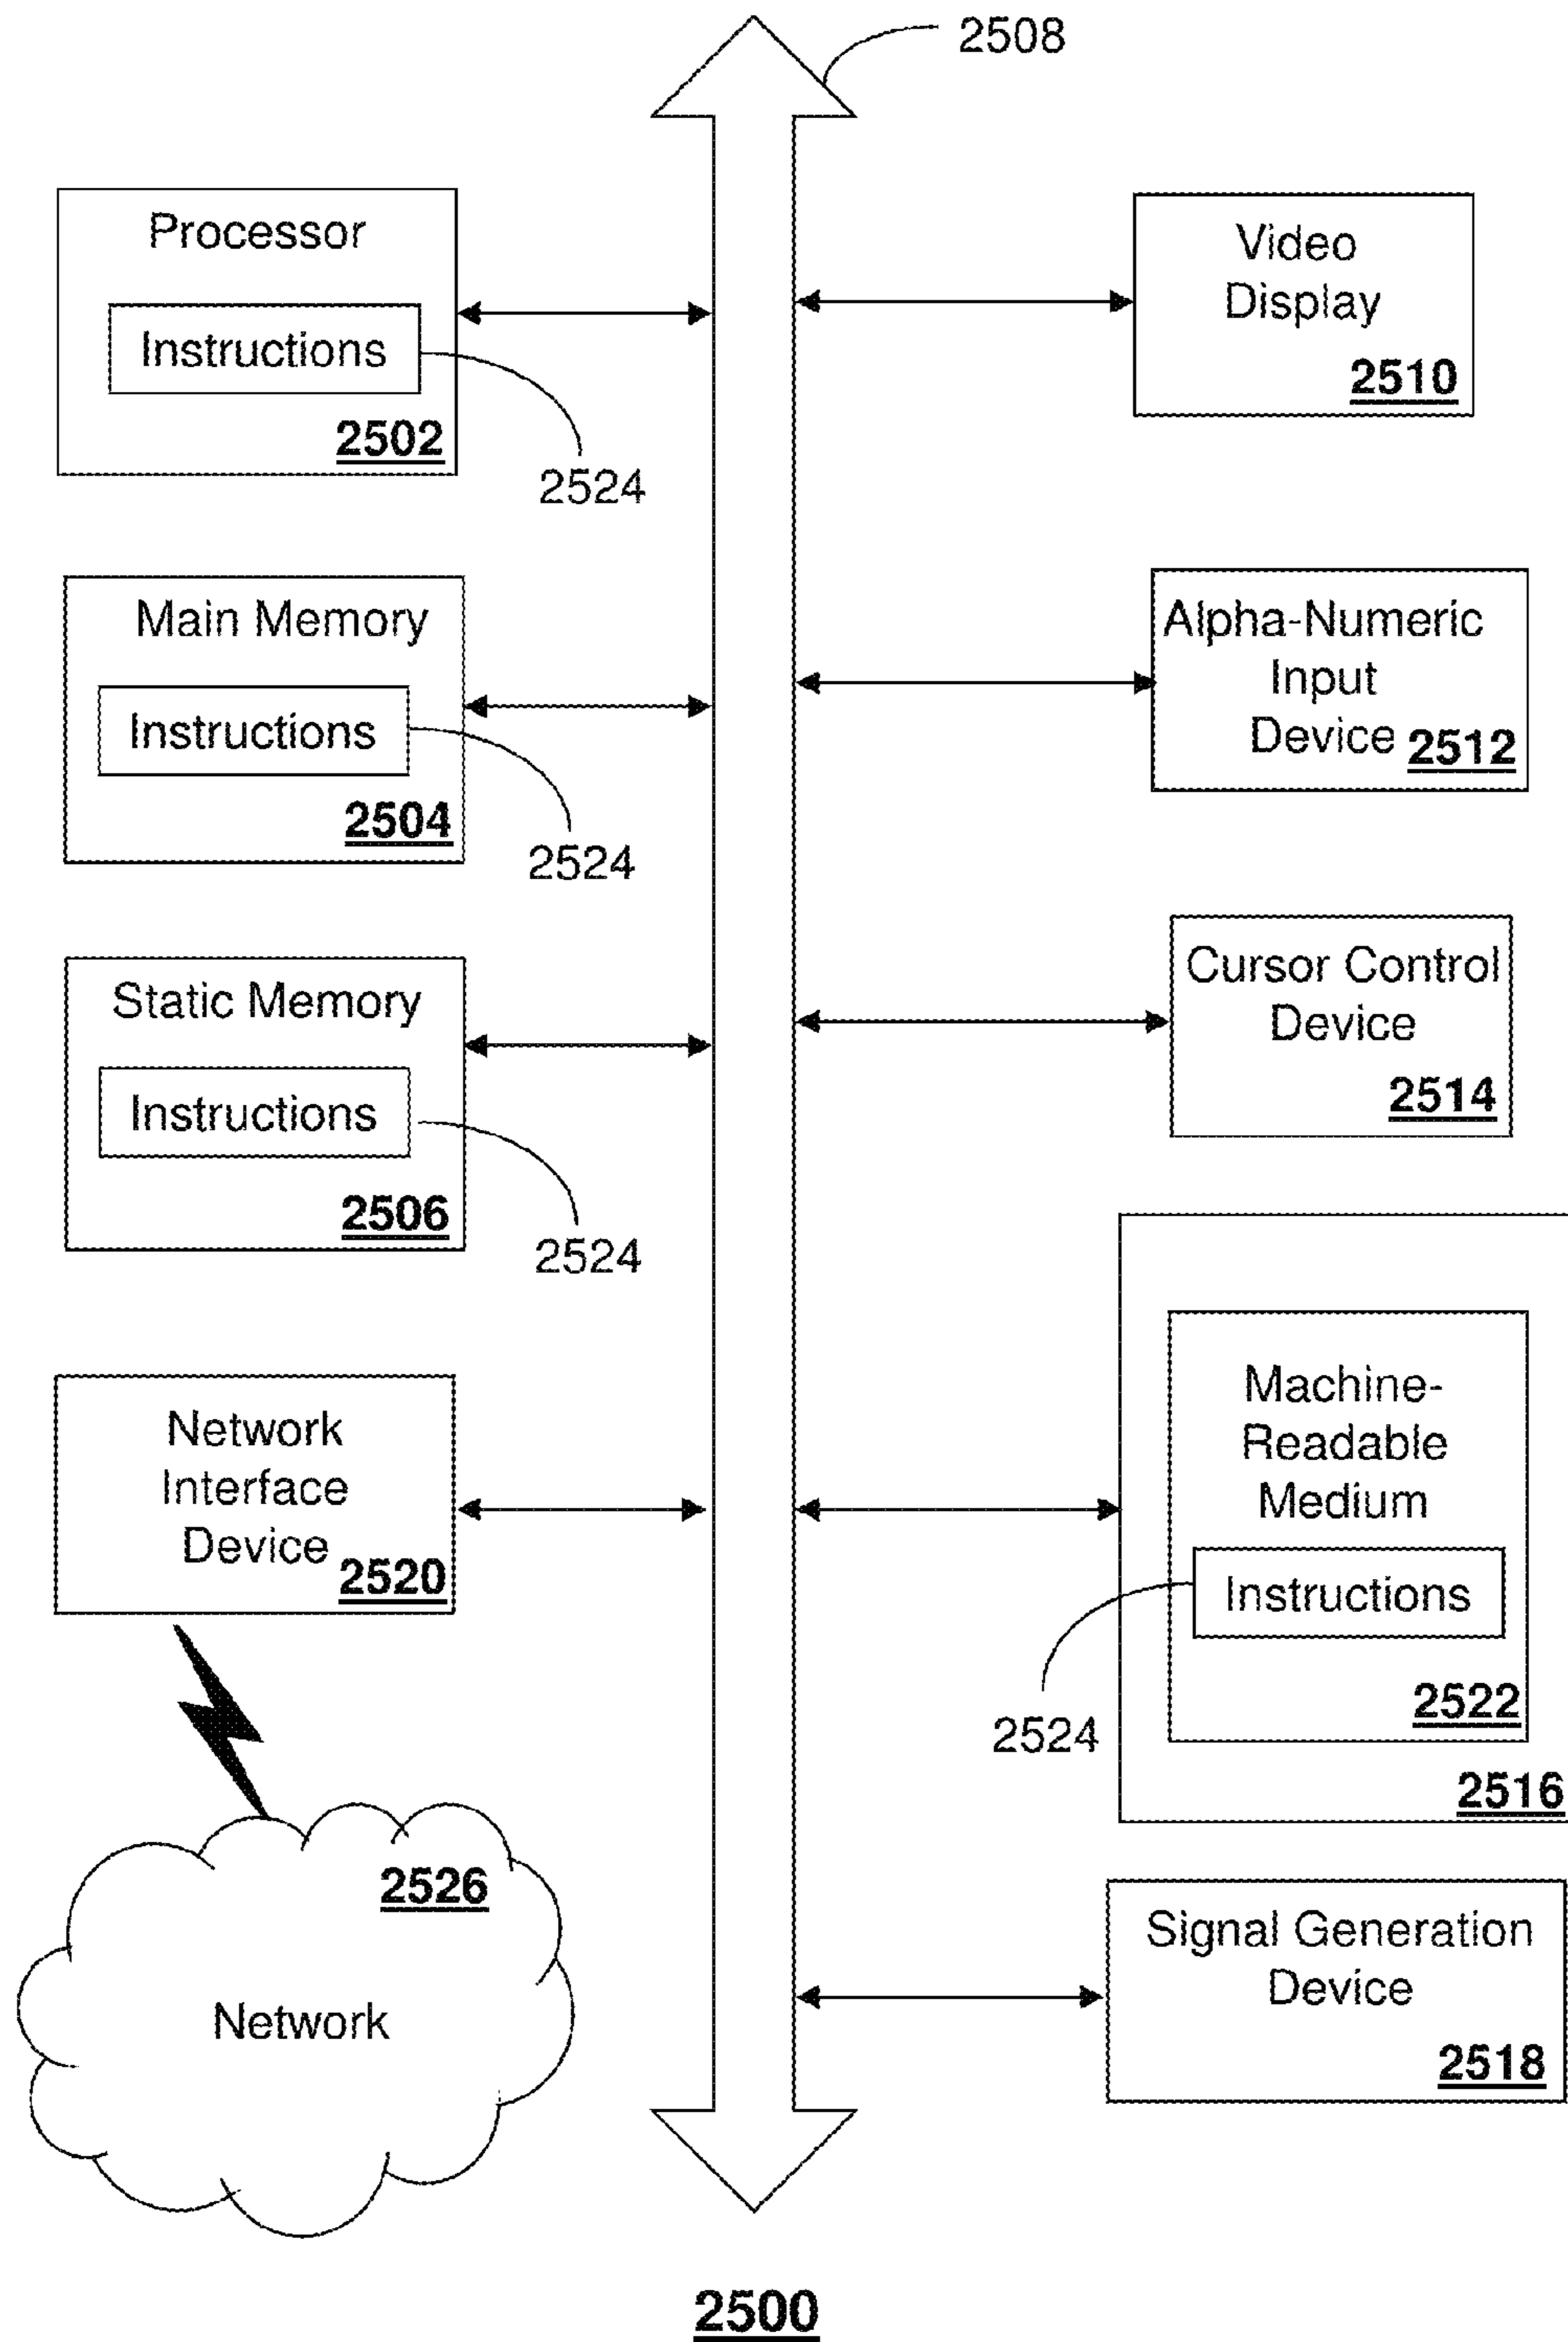 2508
Processor
Instructions
2502
2524
Video
Display
2510
Main Memory
Instructions
2504
2524
Alpha-Numeric
Input
Device 2512
Static Memory
Instructions
2506
2524
Cursor Control
Device
2514
Network
Interface
Device 2520
Machine-
Readable
Medium
Instructions
2524
2522
2516
2526
Network
Signal Generation
Device
2518
2500